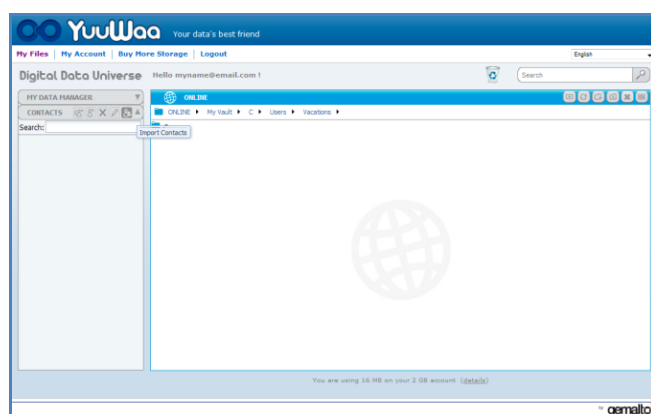 YuuWaa Your data's best friend
My Files | My Account | Buy More Storage | Logout English
Digital Data Universe Hello myname@email.com ! Search
MY DATA MANAGER ONLINE
CONTACTS ONLINE My Vault C Users Vacations
Search: Import Contacts
You are using 16 MB on your 2 GB account (details)
by gemalto